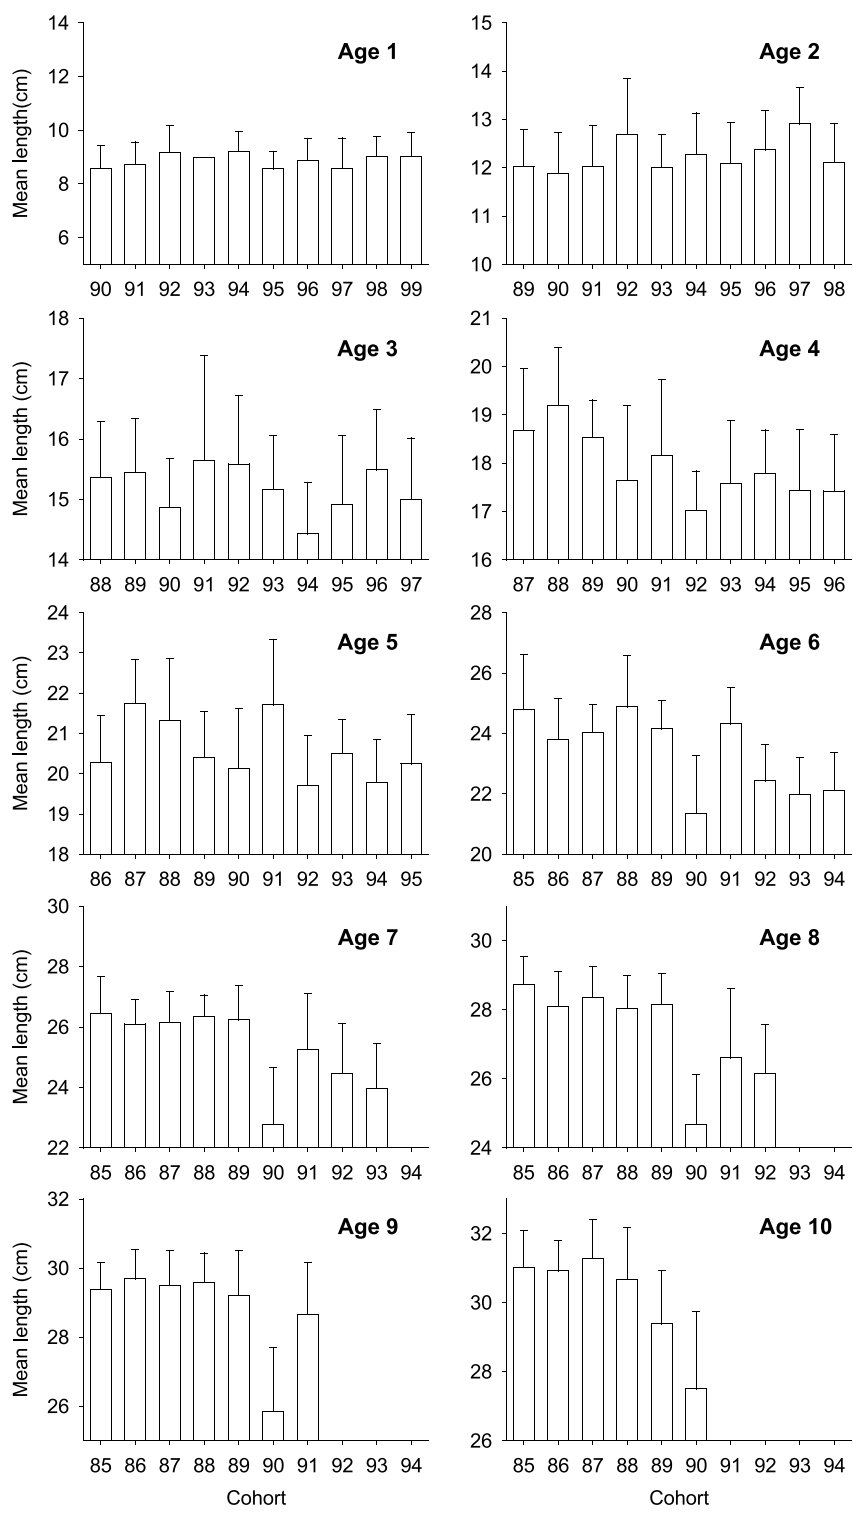 Age 1
Mean length(cm)
14
12
10
8
6
90 91 92 93 94 95 96 97 98 99
Age 2
15
14
13
12
11
10
89 90 91 92 93 94 95 96 97 98
Age 3
Mean length (cm)
18
17
16
15
14
88 89 90 91 92 93 94 95 96 97
Age 4
21
20
19
18
17
16
87 88 89 90 91 92 93 94 95 96
Age 5
Mean length (cm)
24
23
22
21
20
19
18
86 87 88 89 90 91 92 93 94 95
Age 6
28
26
24
22
20
85 86 87 88 89 90 91 92 93 94
Age 7
Mean length (cm)
30
28
26
24
22
85 86 87 88 89 90 91 92 93 94
Age 8
30
28
26
24
85 86 87 88 89 90 91 92 93 94
Age 9
Mean length (cm)
32
30
28
26
85 86 87 88 89 90 91 92 93 94
Cohort
Age 10
32
30
28
26
85 86 87 88 89 90 91 92 93 94
Cohort